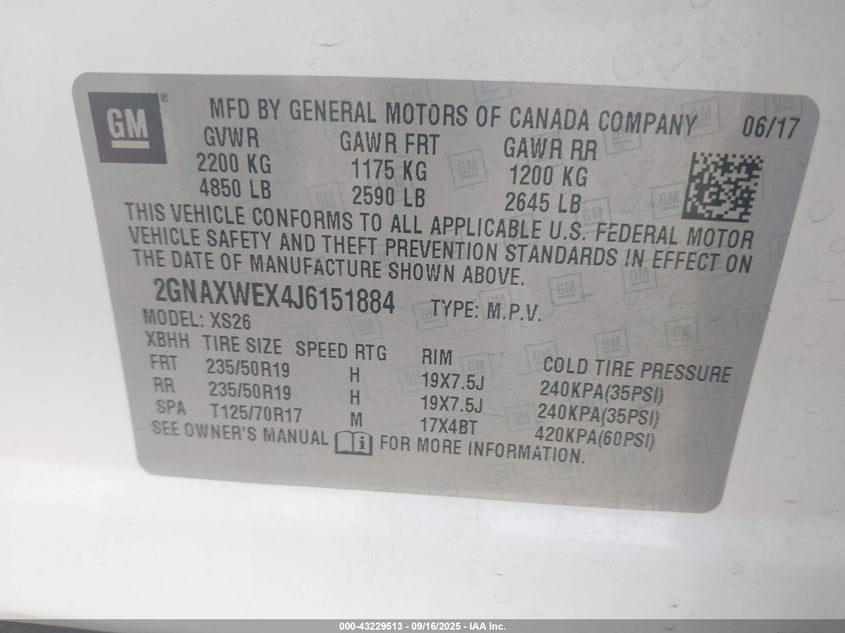 GM
MFD BY GENERAL MOTORS OF CANADA COMPANY 06/17
GVWR GAWR FRT GAWR RR
2200 KG 1175 KG 1200 KG
4850 LB 2590 LB 2645 LB
THIS VEHICLE CONFORMS TO ALL APPLICABLE U.S. FEDERAL MOTOR
VEHICLE SAFETY AND THEFT PREVENTION STANDARDS IN EFFECT ON
THE DATE OF MANUFACTURE SHOWN ABOVE.
2GNAXWEX4J6151884 TYPE: M.P.V.
MODEL: XS26
XBHH TIRE SIZE SPEED RTG RIM COLD TIRE PRESSURE
FRT 235/50R19 H 19X7.5J 240KPA(35PSI)
RR 235/50R19 H 19X7.5J 240KPA(35PSI)
SPA T125/70R17 M 17X4BT 420KPA(60PSI)
SEE OWNER'S MANUAL FOR MORE INFORMATION.
000-43229513 - 09/16/2025 - IAA Inc.